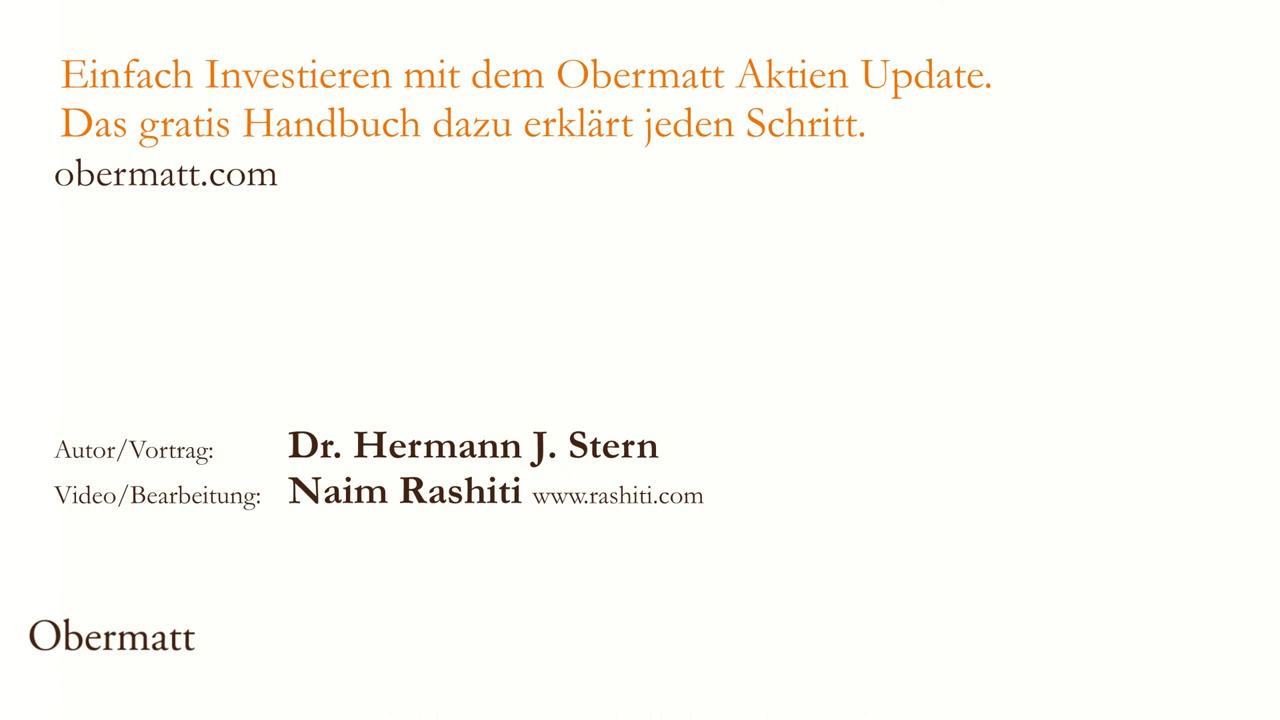 Einfach Investieren mit dem Obermatt Aktien Update.
Das gratis Handbuch dazu erklärt jeden Schritt.
obermatt.com
Autor/Vortrag: Dr. Hermann J. Stern
Video/Bearbeitung: Naim Rashiti www.rashiti.com
Obermatt